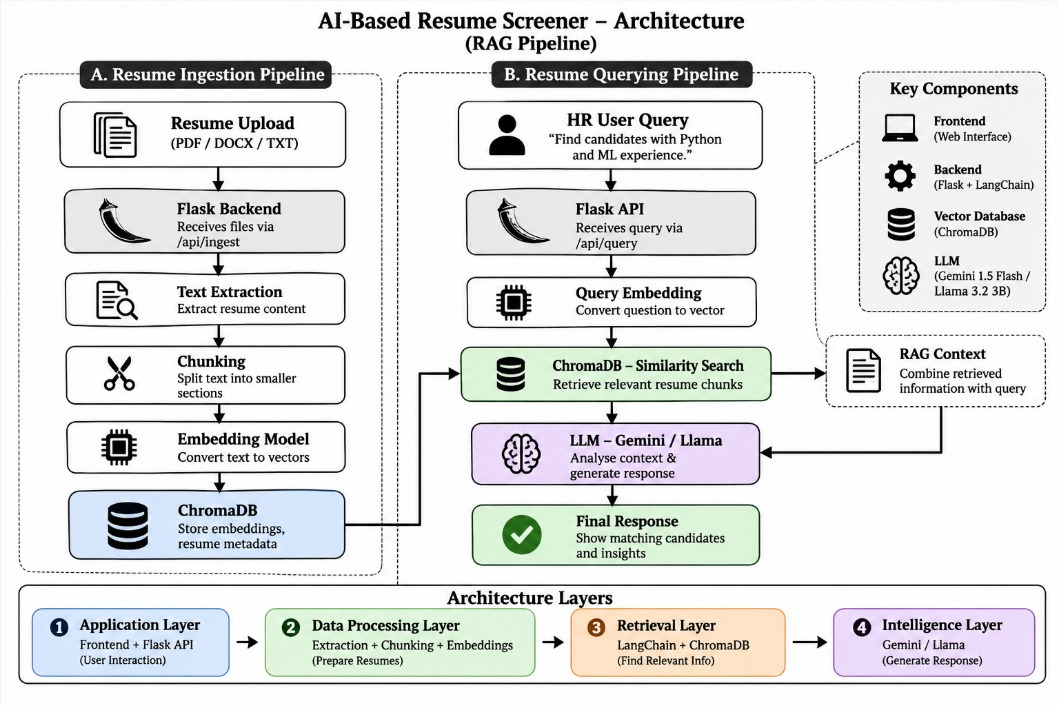 AI-Based Resume Screener – Architecture
(RAG Pipeline)
A. Resume Ingestion Pipeline
Resume Upload
(PDF / DOCX / TXT)
Flask Backend
Receives files via
/api/ingest
Text Extraction
Extract resume content
Chunking
Split text into smaller
sections
Embedding Model
Convert text to vectors
ChromaDB
Store embeddings,
resume metadata
B. Resume Querying Pipeline
HR User Query
“Find candidates with Python
and ML experience.”
Flask API
Receives query via
/api/query
Query Embedding
Convert question to vector
ChromaDB – Similarity Search
Retrieve relevant resume chunks
LLM – Gemini / Llama
Analyse context &
generate response
Final Response
Show matching candidates
and insights
Key Components
Frontend
(Web Interface)
Backend
(Flask + LangChain)
Vector Database
(ChromaDB)
LLM
(Gemini 1.5 Flash /
Llama 3.2 3B)
RAG Context
Combine retrieved
information with query
Architecture Layers
1 Application Layer
Frontend + Flask API
(User Interaction)
2 Data Processing Layer
Extraction + Chunking + Embeddings
(Prepare Resumes)
3 Retrieval Layer
LangChain + ChromaDB
(Find Relevant Info)
4 Intelligence Layer
Gemini / Llama
(Generate Response)